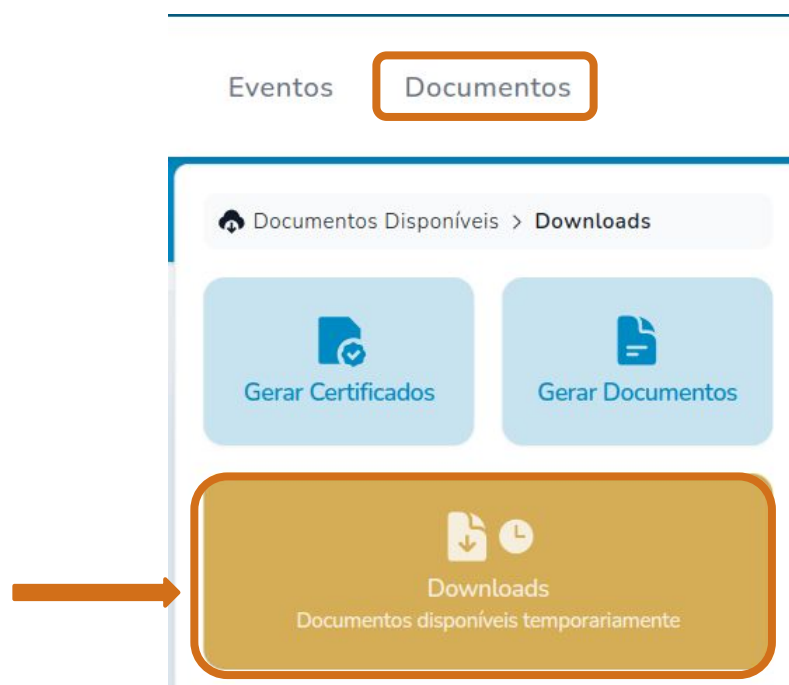 Eventos Documentos
Documentos Disponíveis > Downloads
Gerar Certificados Gerar Documentos
Downloads
Documentos disponíveis temporariamente